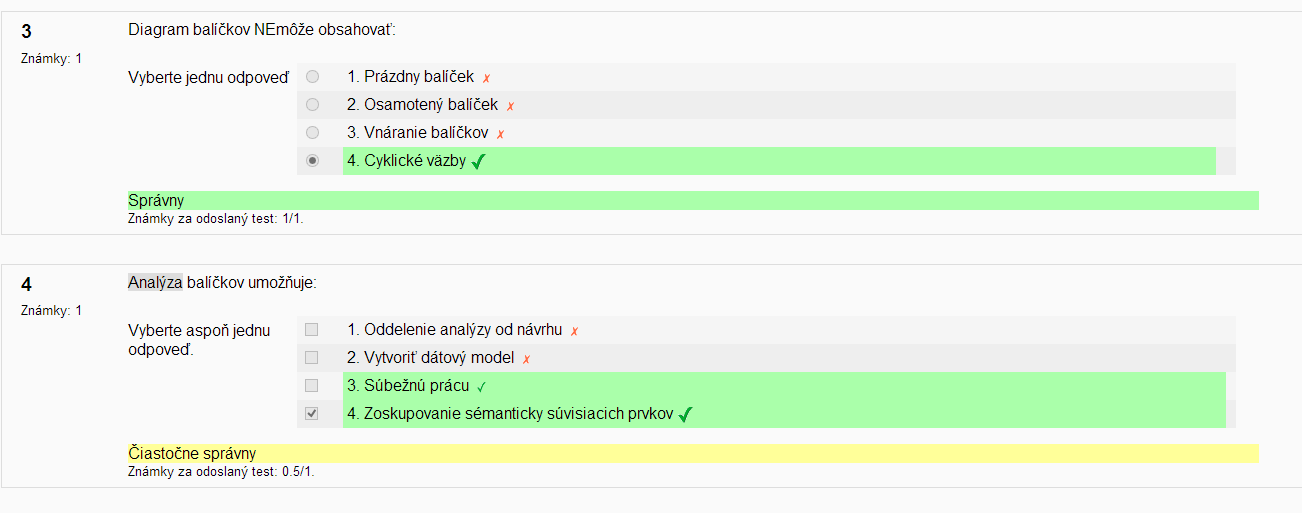 3
Známky: 1
Diagram balíčkov NEmôže obsahovať:
Vyberte jednu odpoveď
1. Prázdny balíček ✗
2. Osamotený balíček ✗
3. Vnáranie balíčkov ✗
4. Cyklické väzby ✓
Správny
Známky za odoslaný test: 1/1.
4
Známky: 1
Analýza balíčkov umožňuje:
Vyberte aspoň jednu
odpoveď.
1. Oddelenie analýzy od návrhu ✗
2. Vytvoriť dátový model ✗
3. Súbežnú prácu ✓
4. Zoskupovanie sémanticky súvisiacich prvkov ✓
Čiastočne správny
Známky za odoslaný test: 0.5/1.